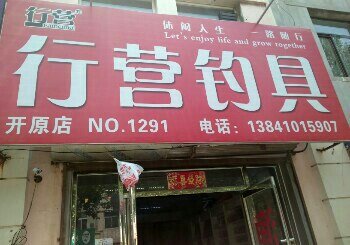 行营
休闲人生 一路随行
Let's enjoy life and grow together
行营钓具
开原店 NO.1291 电话:13841015907